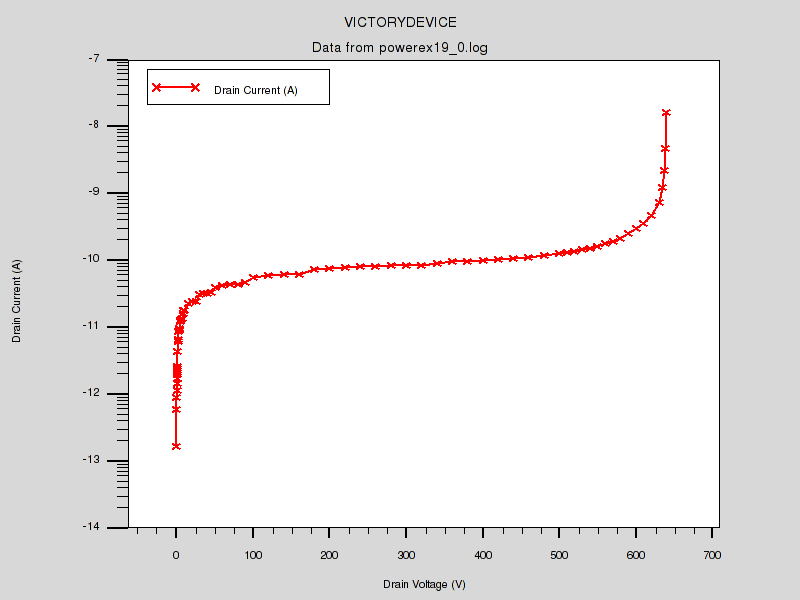 VICTORYDEVICE
Data from powerex19_0.log
Drain Current (A)
-7
-8
-9
-10
-11
-12
-13
-14
Drain Current (A)
0 100 200 300 400 500 600 700
Drain Voltage (V)